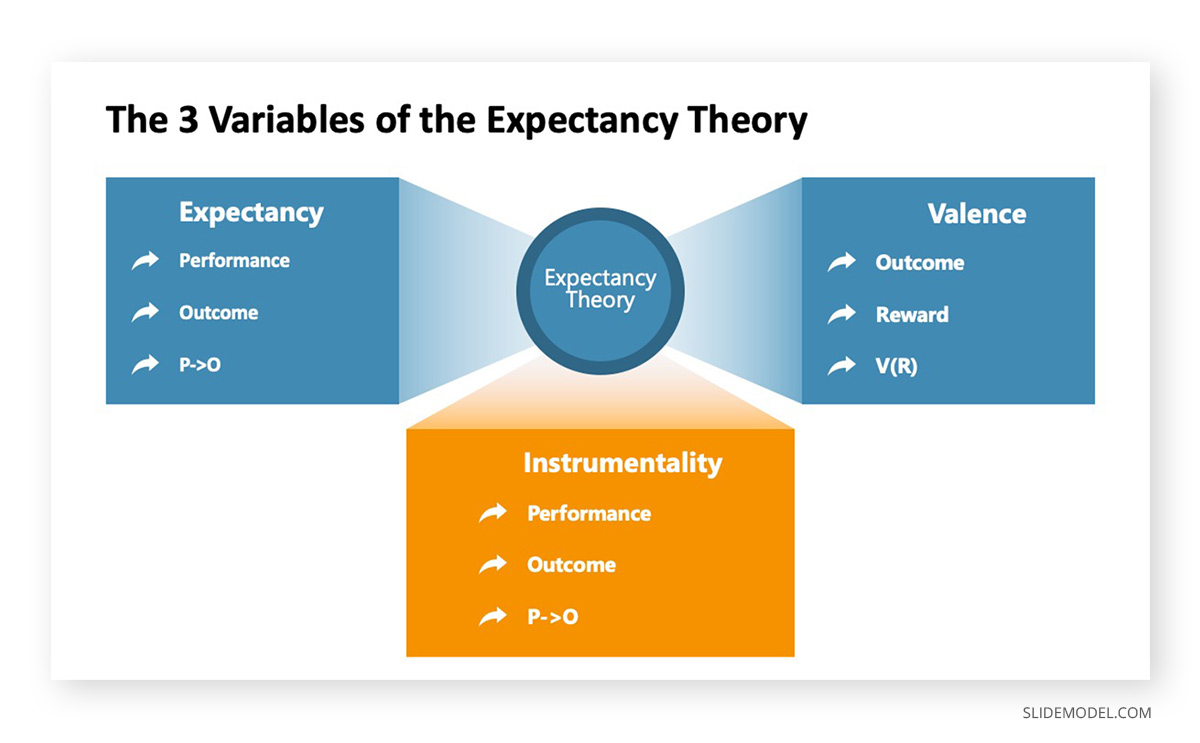 The 3 Variables of the Expectancy Theory
Expectancy
Performance
Outcome
P->O
Expectancy
Theory
Valence
Outcome
Reward
V(R)
Instrumentality
Performance
Outcome
P->O
SLIDEMODEL.COM